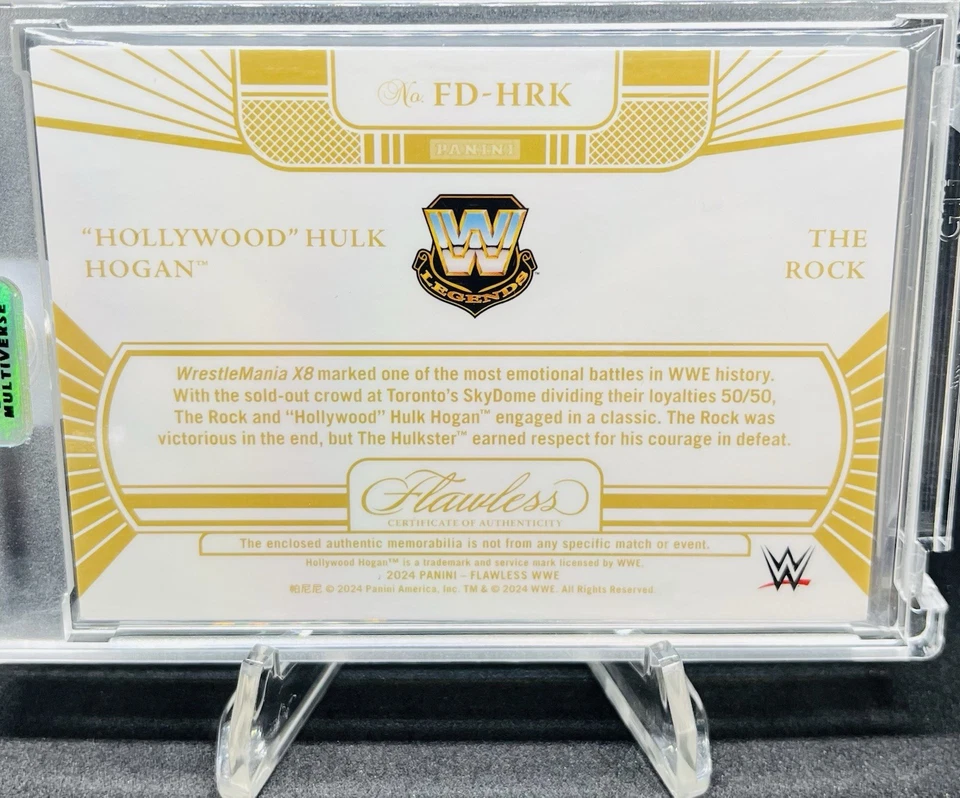 No. FD-HRK
PANINI
"HOLLYWOOD" HULK
HOGAN™
THE
ROCK
W
LEGENDS™
MULTIVERSE
WrestleMania X8 marked one of the most emotional battles in WWE history.
With the sold-out crowd at Toronto's SkyDome dividing their loyalties 50/50,
The Rock and "Hollywood" Hulk Hogan™ engaged in a classic. The Rock was
victorious in the end, but The Hulkster™ earned respect for his courage in defeat.
Flawless
CERTIFICATE OF AUTHENTICITY
The enclosed authentic memorabilia is not from any specific match or event.
Hollywood Hogan™ is a trademark and service mark licensed by WWE.
2024 PANINI – FLAWLESS WWE
帕尼尼 © 2024 Panini America, Inc. TM & © 2024 WWE. All Rights Reserved.
W